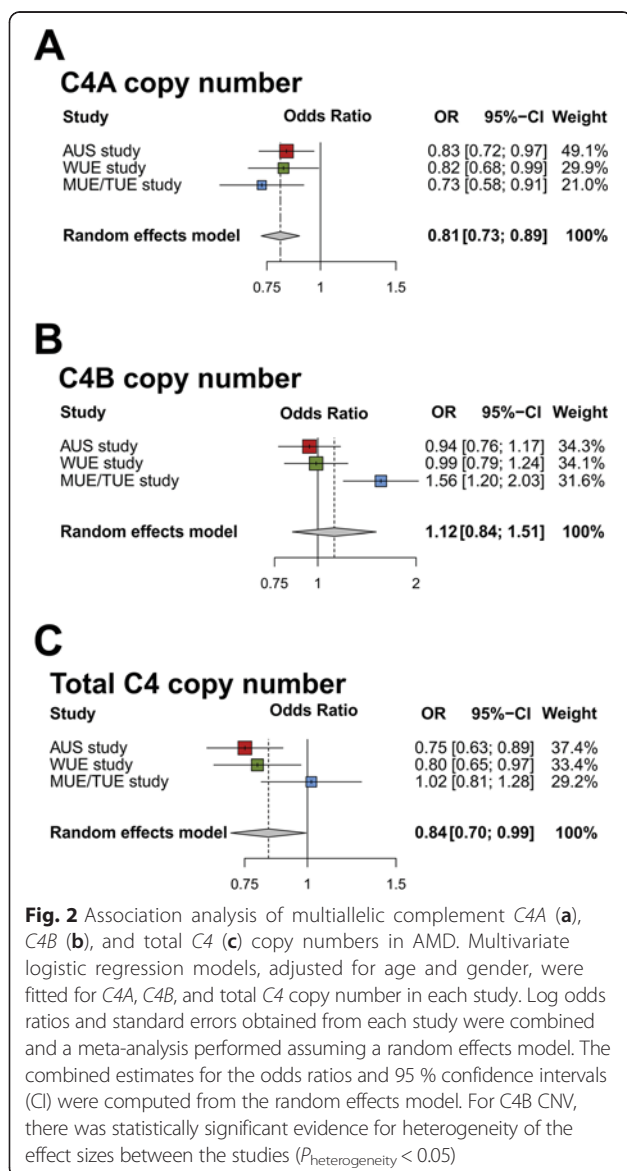 A
C4A copy number
Study Odds Ratio OR 95%−CI Weight
AUS study 0.83 [0.72; 0.97] 49.1%
WUE study 0.82 [0.68; 0.99] 29.9%
MUE/TUE study 0.73 [0.58; 0.91] 21.0%
Random effects model 0.81 [0.73; 0.89] 100%
0.75 1 1.5
B
C4B copy number
Study Odds Ratio OR 95%−CI Weight
AUS study 0.94 [0.76; 1.17] 34.3%
WUE study 0.99 [0.79; 1.24] 34.1%
MUE/TUE study 1.56 [1.20; 2.03] 31.6%
Random effects model 1.12 [0.84; 1.51] 100%
0.75 1 2
C
Total C4 copy number
Study Odds Ratio OR 95%−CI Weight
AUS study 0.75 [0.63; 0.89] 37.4%
WUE study 0.80 [0.65; 0.97] 33.4%
MUE/TUE study 1.02 [0.81; 1.28] 29.2%
Random effects model 0.84 [0.70; 0.99] 100%
0.75 1 1.5
Fig. 2 Association analysis of multiallelic complement C4A (a),
C4B (b), and total C4 (c) copy numbers in AMD. Multivariate
logistic regression models, adjusted for age and gender, were
fitted for C4A, C4B, and total C4 copy number in each study. Log odds
ratios and standard errors obtained from each study were combined
and a meta-analysis performed assuming a random effects model. The
combined estimates for the odds ratios and 95 % confidence intervals
(CI) were computed from the random effects model. For C4B CNV,
there was statistically significant evidence for heterogeneity of the
effect sizes between the studies (Pheterogeneity < 0.05)